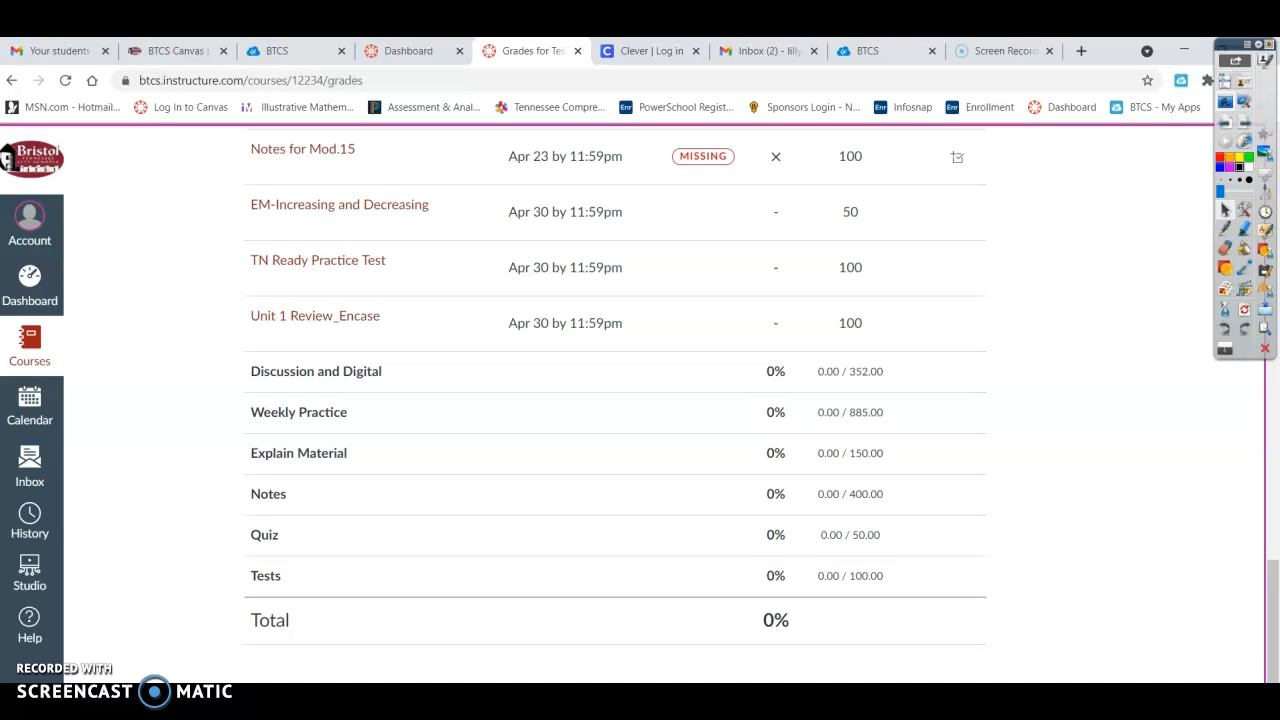 Your students
BTCS Canvas L
BTCS
Dashboard
Grades for Tes
Clever | Log in
Inbox (2) - lilly
BTCS
Screen Record
btcs.instructure.com/courses/12234/grades
MSN.com - Hotmail...
Log In to Canvas
Illustrative Mathem...
Assessment & Anal...
Tennessee Compre...
Enr
PowerSchool Regist...
Sponsors Login - N...
Enr
Infosnap
Enr
Enrollment
Dashboard
BTCS - My Apps
Bristol
Account
Dashboard
Courses
Calendar
Inbox
History
Studio
Help
Notes for Mod.15 Apr 23 by 11:59pm MISSING 100
EM-Increasing and Decreasing Apr 30 by 11:59pm - 50
TN Ready Practice Test Apr 30 by 11:59pm - 100
Unit 1 Review_Encase Apr 30 by 11:59pm - 100
Discussion and Digital 0% 0.00 / 352.00
Weekly Practice 0% 0.00 / 885.00
Explain Material 0% 0.00 / 150.00
Notes 0% 0.00 / 400.00
Quiz 0% 0.00 / 50.00
Tests 0% 0.00 / 100.00
Total 0%
RECORDED WITH
SCREENCAST MATIC